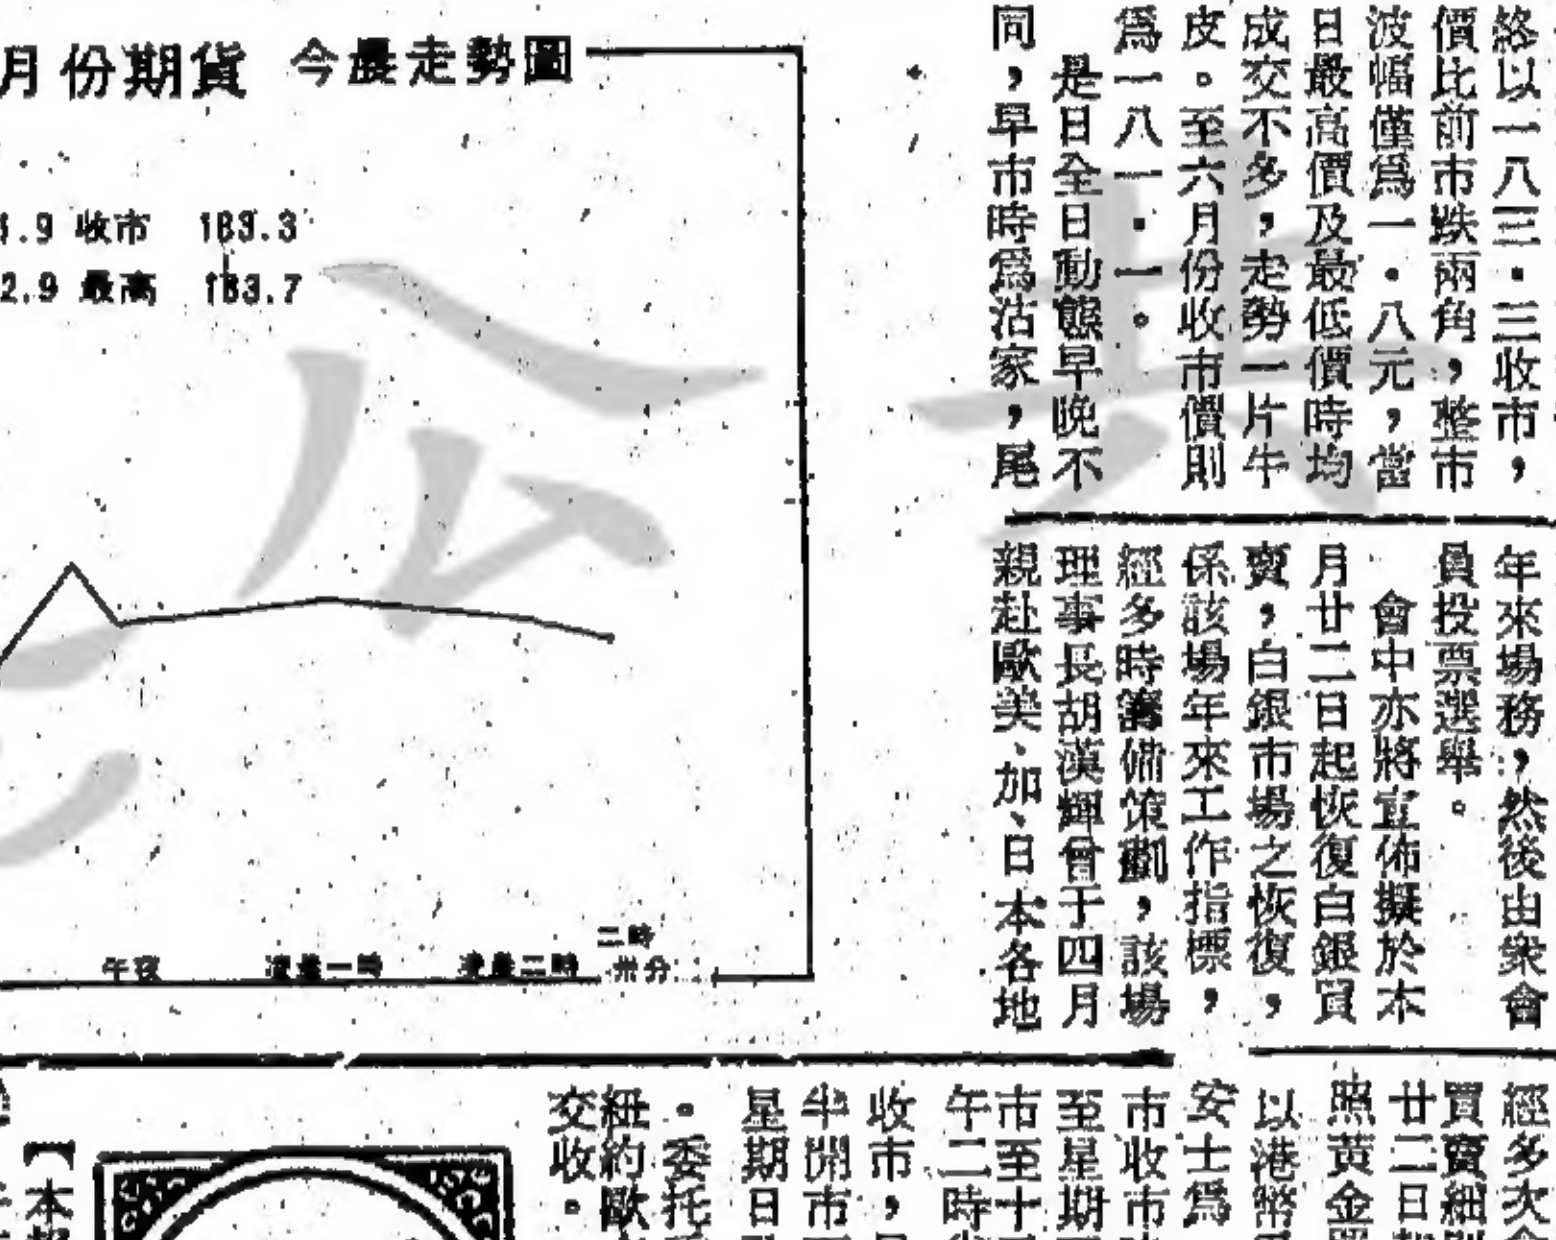 月份期貨 今晨走勢圖
1.9 收市 183.3
2.9 最高 183.7
午夜 凌晨一時 凌晨二時 二時卅分
終以一八三．三收市，
價比前市跌兩角，整市
波幅僅爲一．八元，當
日最高價及最低價時均
成交不多，走勢一片牛
皮。至六月份收市價則
爲一八一．一。
是日全日動態早晚不
同，早市時爲沽家，尾
年來場務，然後由衆會
員投票選舉。
會中亦將宣佈擬於本
月廿二日起恢復白銀買
賣，白銀市場之恢復，
係該場年來工作指標，
經多時籌備策劃，該場
理事長胡漢輝曾于四月
親赴歐美、加、日本各地
經多次
買賣細則
廿二日
照黃金
以港幣
安士爲
市收市
至星期
市至十
午二時
收市，
半開市
星期日
。委托
紐約歐
交收。
【本報
公
共